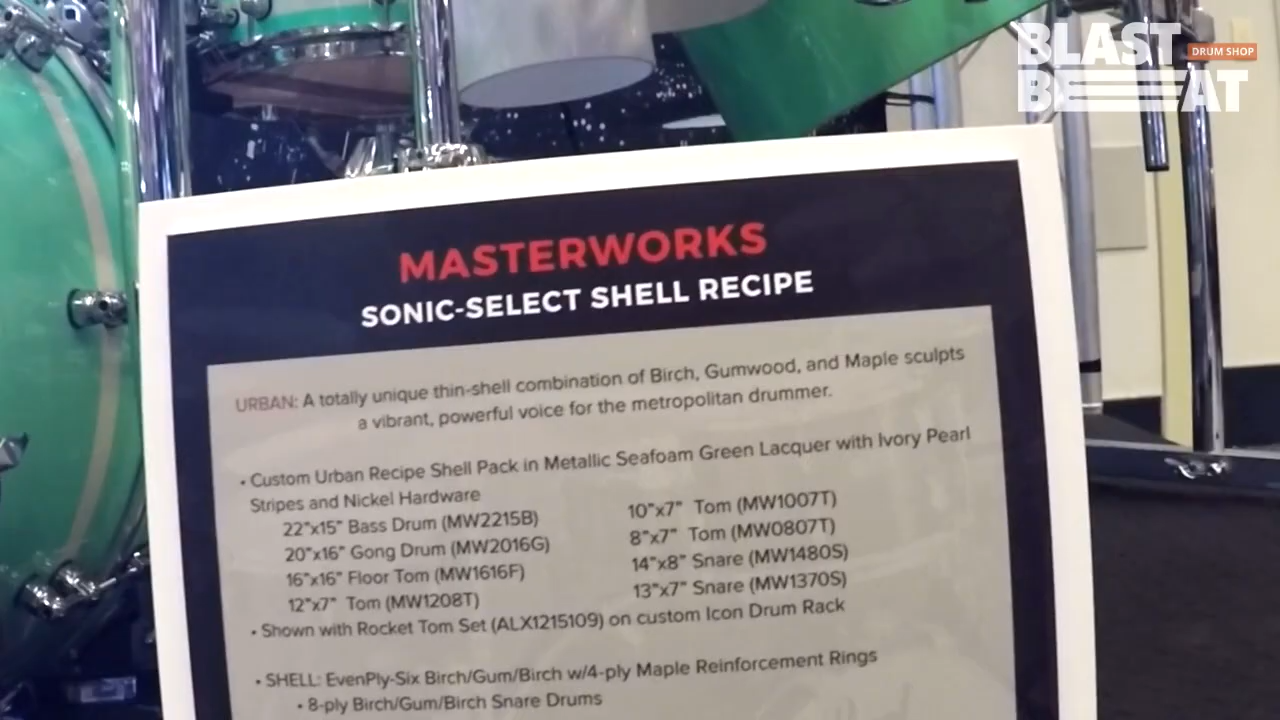 BLAST
DRUM SHOP
BEAT
MASTERWORKS
SONIC-SELECT SHELL RECIPE
URBAN: A totally unique thin-shell combination of Birch, Gumwood, and Maple sculpts
a vibrant, powerful voice for the metropolitan drummer.
• Custom Urban Recipe Shell Pack in Metallic Seafoam Green Lacquer with Ivory Pearl
Stripes and Nickel Hardware
22"x15" Bass Drum (MW2215B)
20"x16" Gong Drum (MW2016G)
16"x16" Floor Tom (MW1616F)
12"x7" Tom (MW1208T)
10"x7" Tom (MW1007T)
8"x7" Tom (MW0807T)
14"x8" Snare (MW1480S)
13"x7" Snare (MW1370S)
• Shown with Rocket Tom Set (ALX1215109) on custom Icon Drum Rack
• SHELL: EvenPly-Six Birch/Gum/Birch w/4-ply Maple Reinforcement Rings
• 8-ply Birch/Gum/Birch Snare Drums